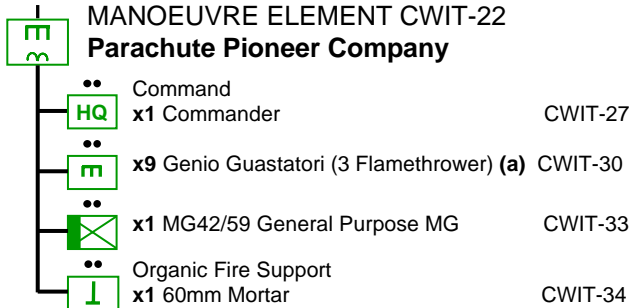 MANOEUVRE ELEMENT CWIT-22
Parachute Pioneer Company
Command
HQ x1 Commander CWIT-27
x9 Genio Guastatori (3 Flamethrower) (a) CWIT-30
x1 MG42/59 General Purpose MG CWIT-33
Organic Fire Support
x1 60mm Mortar CWIT-34